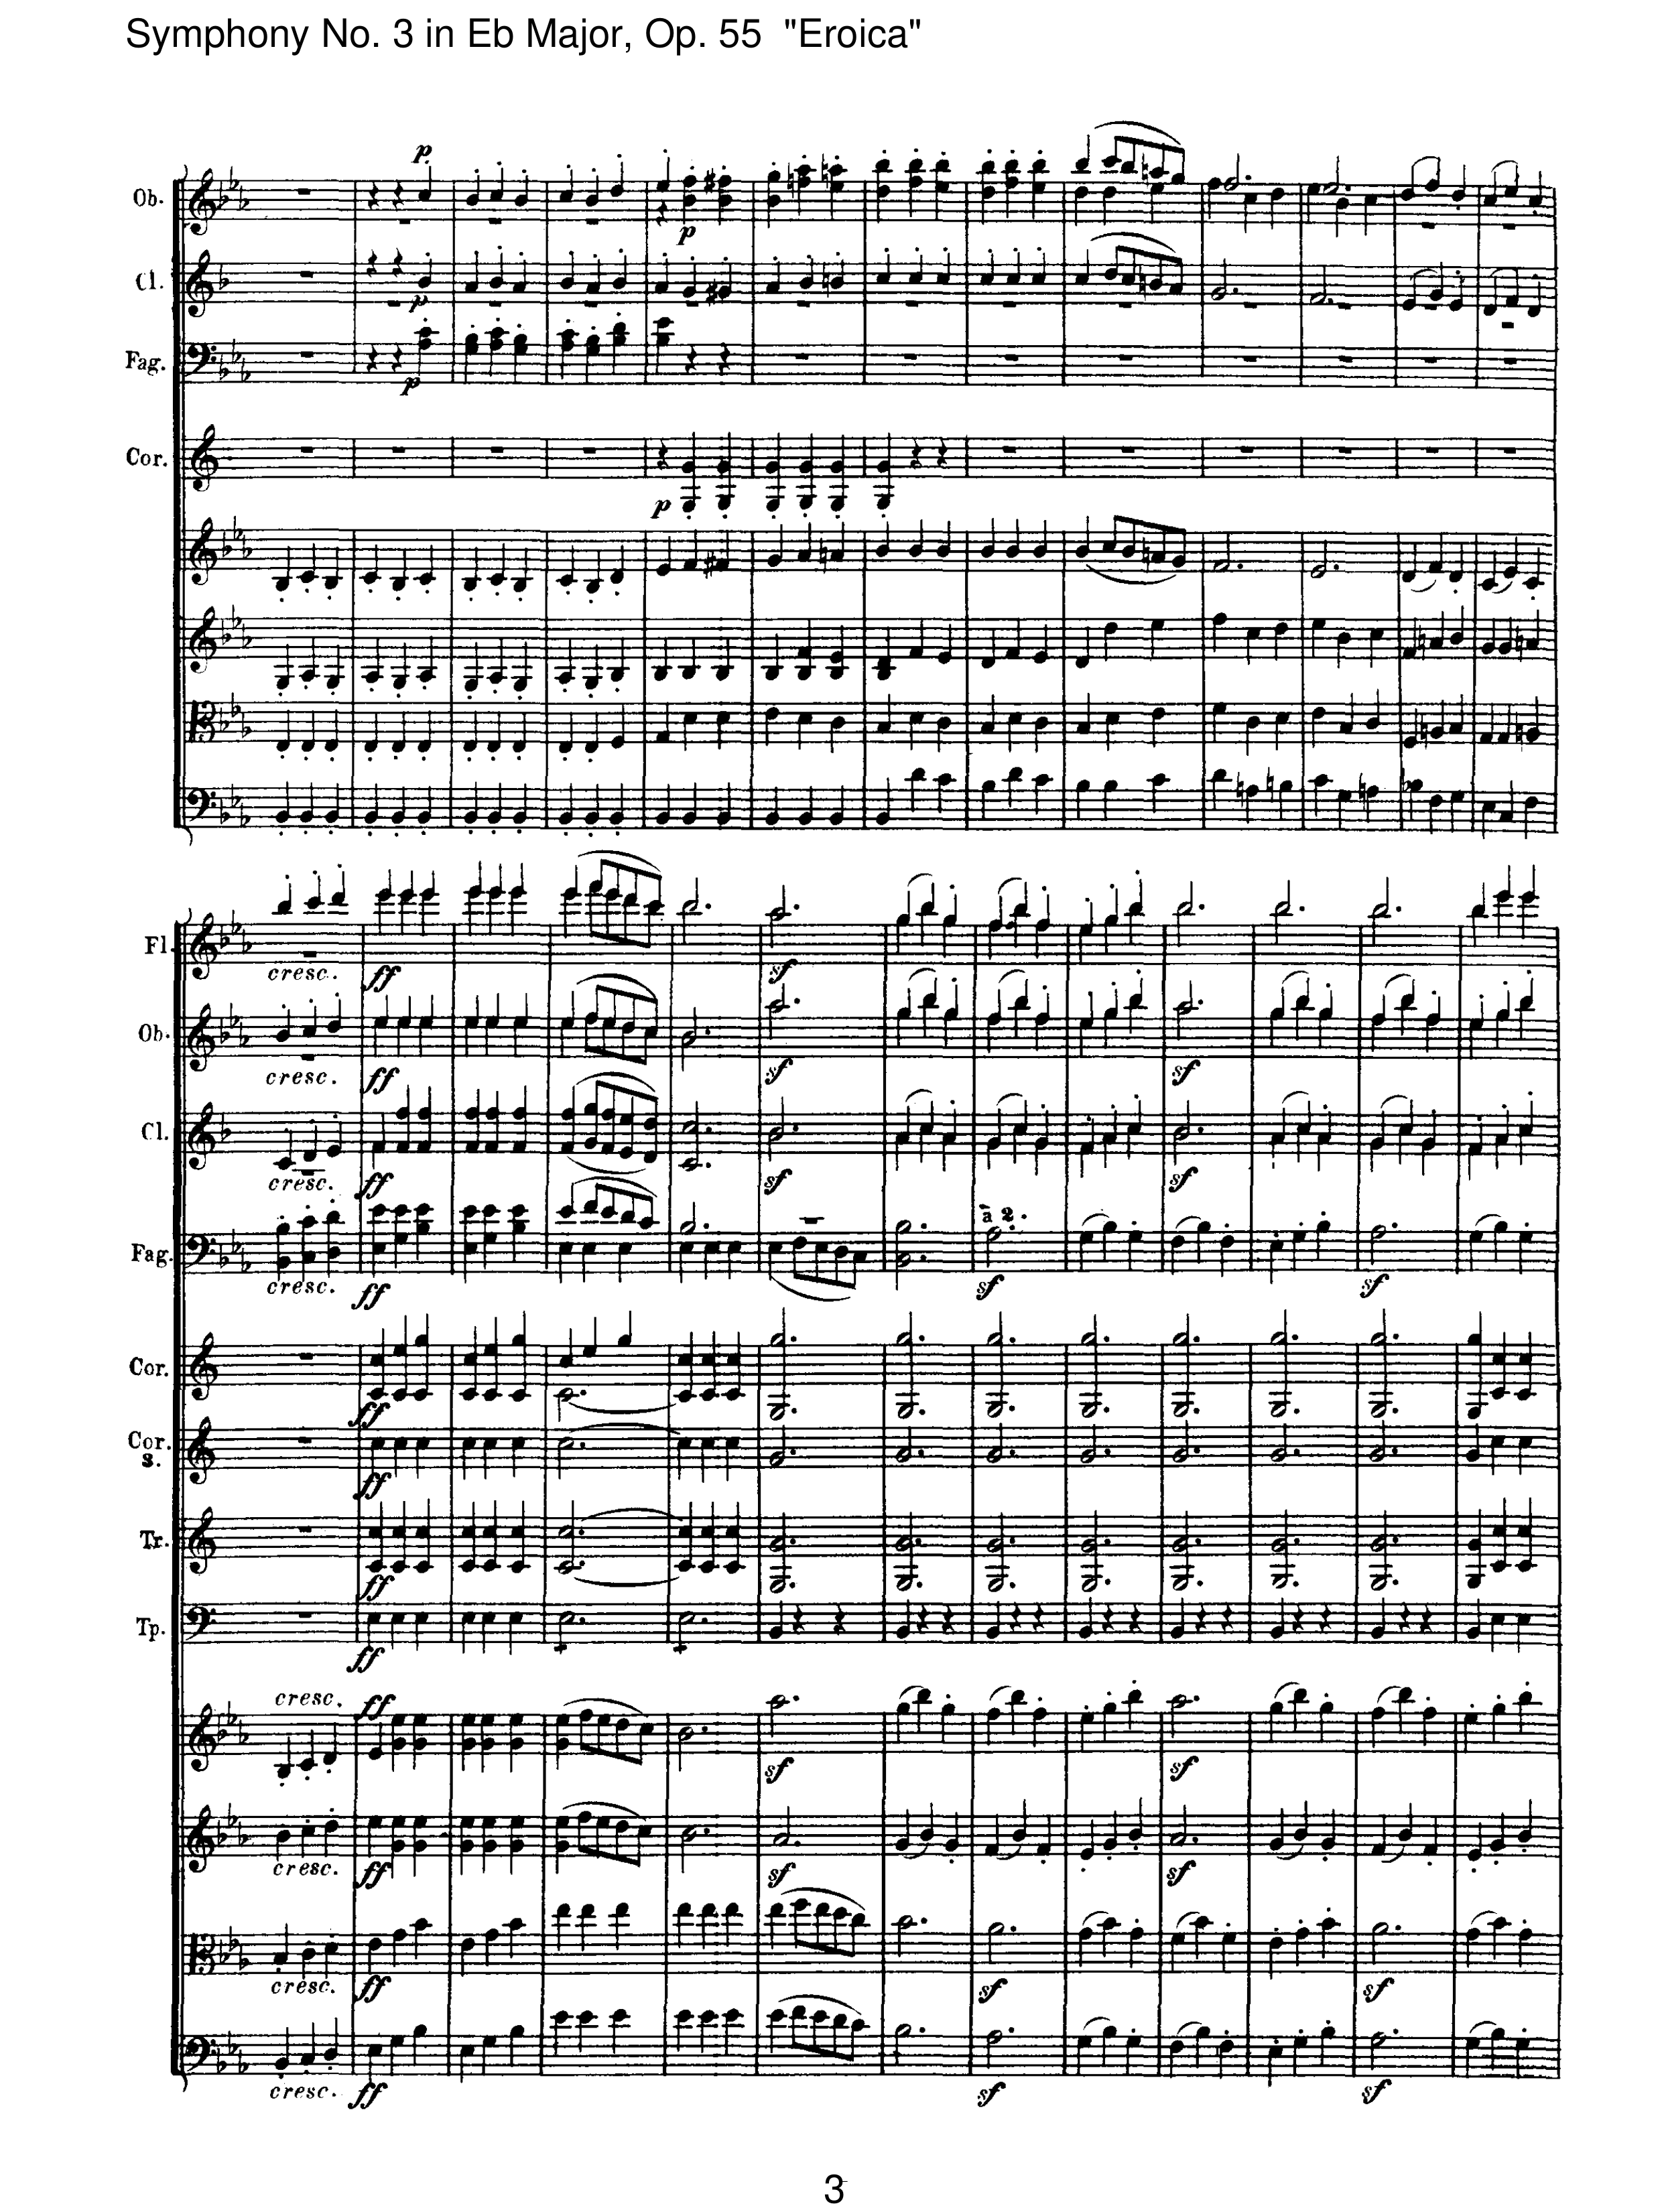 Symphony No. 3 in Eb Major, Op. 55  "Eroica"
p
Ob.
p
Cl.
p
Fag.
p
Cor.
p
Fl.
cresc.
ff
sf
Ob.
cresc.
ff
sf
sf
Cl.
cresc.
ff
sf
sf
à 2.
Fag.
cresc.
ff
sf
sf
Cor.
ff
Cor.
3.
ff
Tr.
ff
Tp.
ff
cresc.
ff
sf
sf
cresc.
ff
sf
sf
cresc.
ff
sf
sf
cresc.
ff
sf
sf
3